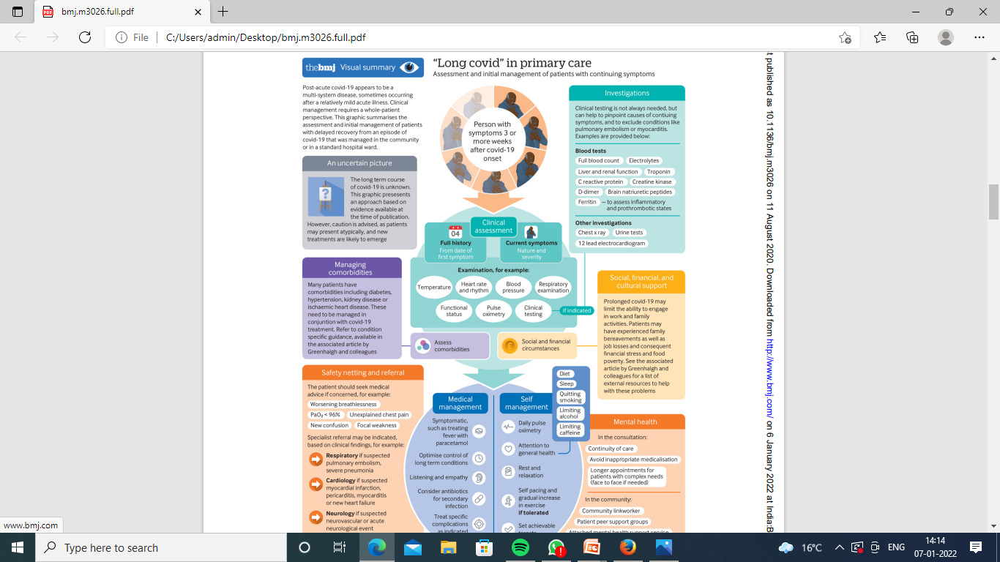 bmj.m3026.full.pdf
File
C:/Users/admin/Desktop/bmj.m3026.full.pdf
thebmj Visual summary
"Long covid" in primary care
Assessment and initial management of patients with continuing symptoms
Post-acute covid-19 appears to be a
multi-system disease, sometimes occurring
after a relatively mild acute illness. Clinical
management requires a whole-patient
perspective. This graphic summarises the
assessment and initial management of patients
with delayed recovery from an episode of
covid-19 that was managed in the community
or in a standard hospital ward.
Person with
symptoms 3 or
more weeks
after covid-19
onset
Investigations
Clinical testing is not always needed, but
can help to pinpoint causes of contiuing
symptoms, and to exclude conditions like
pulmonary embolism or myocarditis.
Examples are provided below:
Blood tests
Full blood count Electrolytes
Liver and renal function Troponin
C reactive protein Creatine kinase
D-dimer Brain natriuretic peptides
Ferritin – to assess inflammatory
and prothrombotic states
Other investigations
Chest x ray Urine tests
12 lead electrocardiogram
An uncertain picture
?
The long term course
of covid-19 is unknown.
This graphic presesents
an approach based on
evidence available at
the time of publication.
However, caution is advised, as patients
may present atypically, and new
treatments are likely to emerge
Clinical
assessment
04
Full history
From date of
first symptom
Current symptoms
Nature and
severity
Examination, for example:
Temperature
Heart rate
and rhythm
Blood
pressure
Respiratory
examination
Functional
status
Pulse
oximetry
Clinical
testing
If indicated
Managing
comorbidities
Many patients have
comorbidities including diabetes,
hypertension, kidney disease or
ischaemic heart disease. These
need to be managed in
conjuntion with covid-19
treatment. Refer to condition
specific guidance, available in
the associated article by
Greenhalgh and colleagues
Assess
comorbidities
Social and financial
circumstances
Social, financial, and
cultural support
Prolonged covid-19 may
limit the ability to engage
in work and family
activities. Patients may
have experienced family
bereavements as well as
job losses and consequent
financial stress and food
poverty. See the associated
article by Greenhalgh and
colleagues for a list of
external resources to help
with these problems
Safety netting and referral
The patient should seek medical
advice if concerned, for example:
Worsening breathlessness
PaO₂ < 96% Unexplained chest pain
New confusion Focal weakness
Specialist referral may be indicated,
based on clinical findings, for example:
Respiratory if suspected
pulmonary embolism,
severe pneumonia
Cardiology if suspected
myocardial infarction,
pericarditis, myocarditis
or new heart failure
Neurology if suspected
neurovascular or acute
neurological event
Medical
management
Symptomatic,
such as treating
fever with
paracetamol
Optimise control of
long term conditions
Listening and empathy
Consider antibiotics
for secondary
infection
Treat specific
complications
as indicated
Self
management
Daily pulse
oximetry
Attention to
general health
Rest and
relaxation
Self pacing and
gradual increase
in exercise
if tolerated
Set achievable
targets
Diet
Sleep
Quitting
smoking
Limiting
alcohol
Limiting
caffeine
Mental health
In the consultation:
Continuity of care
Avoid inappropriate medicalisation
Longer appointments for
patients with complex needs
(face to face if needed)
In the community:
Community linkworker
Patient peer support groups
Attached mental health support service
t published as 10.1136/bmj.m3026 on 11 August 2020. Downloaded from http://www.bmj.com/ on 6 January 2022 at India:B
www.bmj.com
Type here to search
16°C
ENG
14:14
07-01-2022